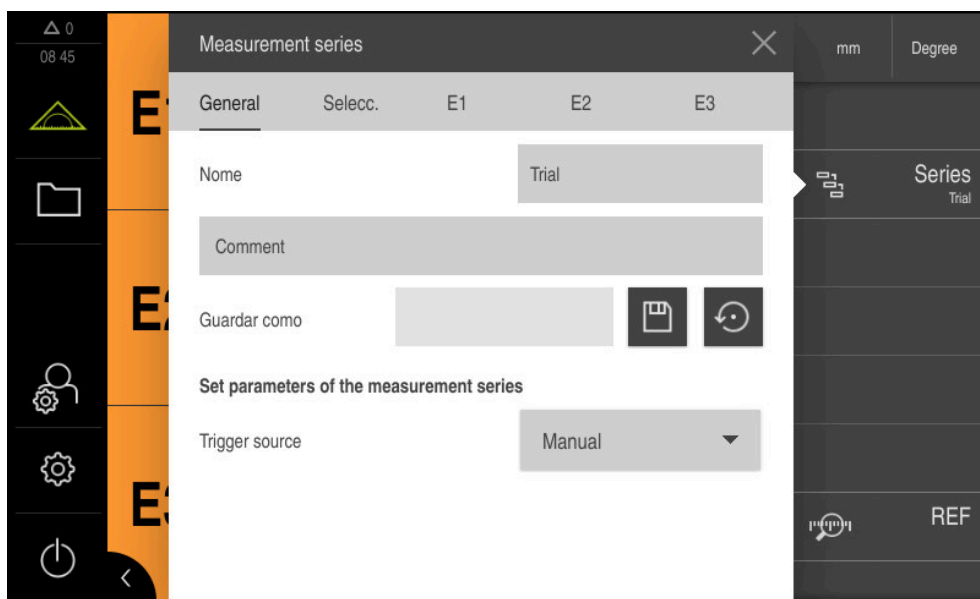 0
08 45
Measurement series
mm
Degree
General
Selecc.
E1
E2
E3
Nome
Trial
Comment
Guardar como
Set parameters of the measurement series
Trigger source
Manual
Series
Trial
REF